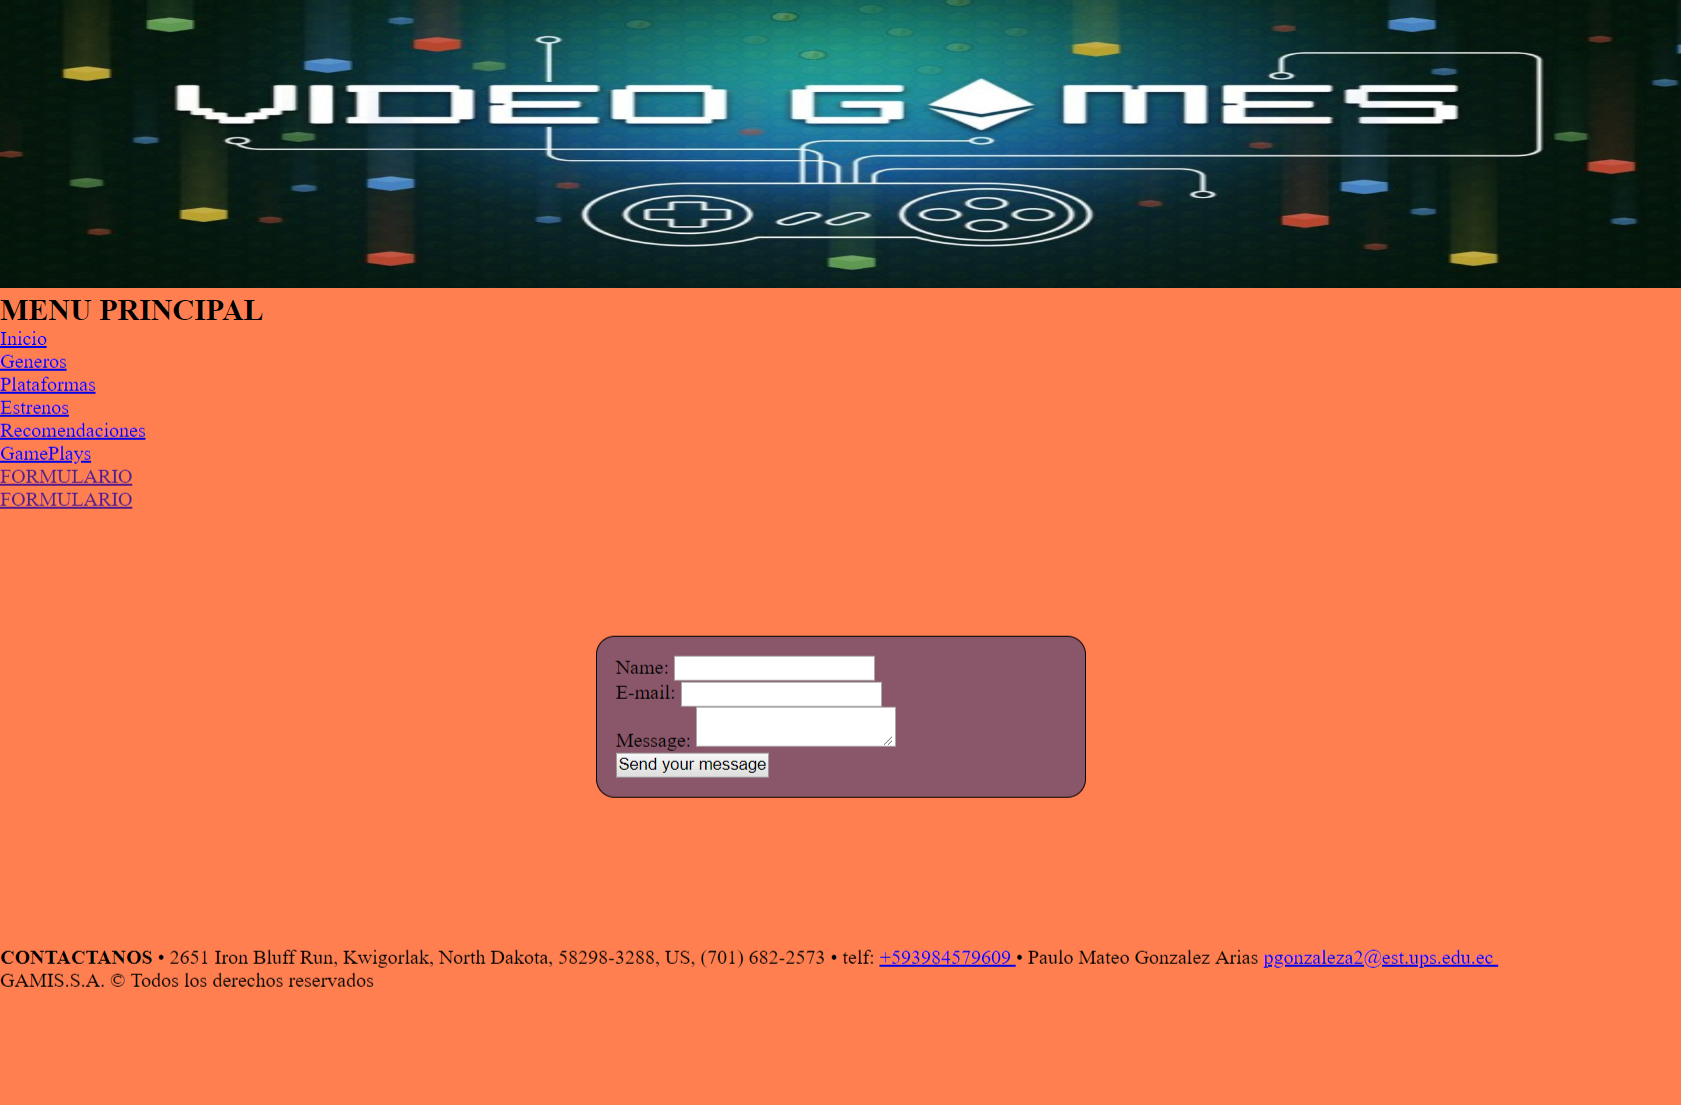 VIDEO GAMES
MENU PRINCIPAL
Inicio
Generos
Plataformas
Estrenos
Recomendaciones
GamePlays
FORMULARIO
FORMULARIO
Name:
E-mail:
Message:
Send your message
CONTACTANOS • 2651 Iron Bluff Run, Kwigorlak, North Dakota, 58298-3288, US, (701) 682-2573 • telf: +593984579609 • Paulo Mateo Gonzalez Arias pgonzaleza2@est.ups.edu.ec
GAMIS.S.A. © Todos los derechos reservados